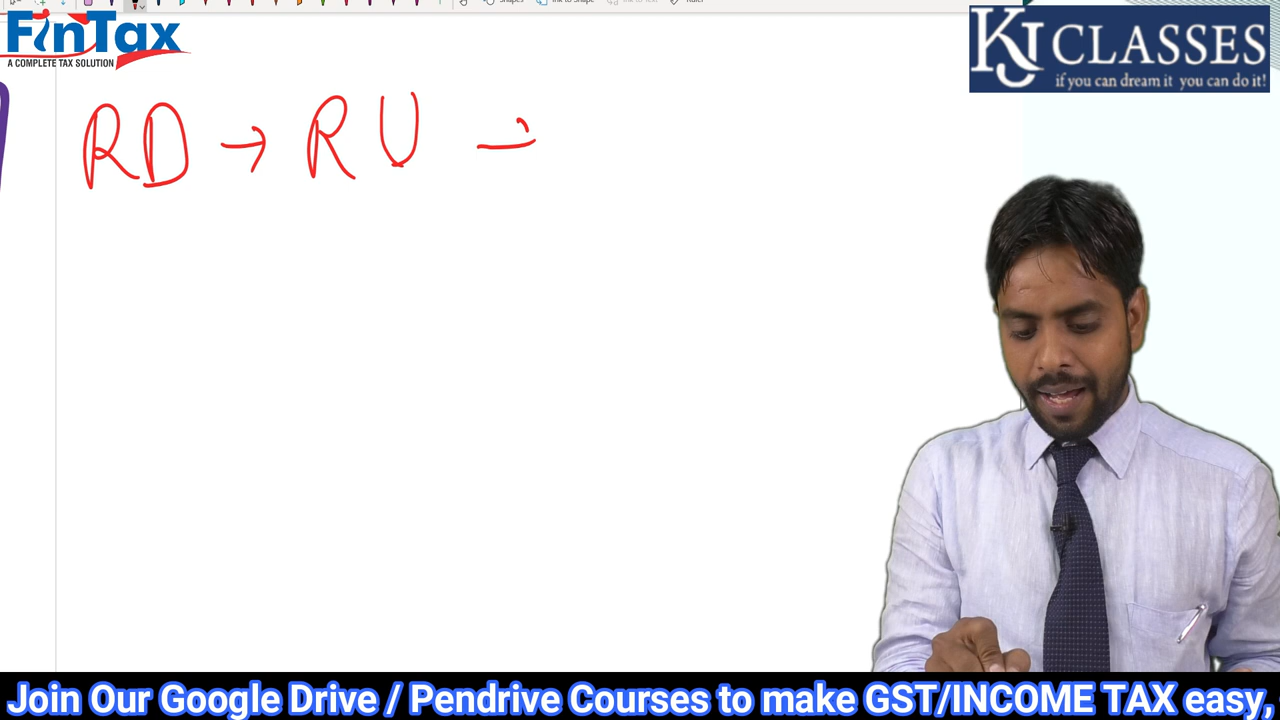 FinTax
A COMPLETE TAX SOLUTION
KJ CLASSES
if you can dream it you can do it!
RD → RU →
Join Our Google Drive / Pendrive Courses to make GST/INCOME TAX easy,